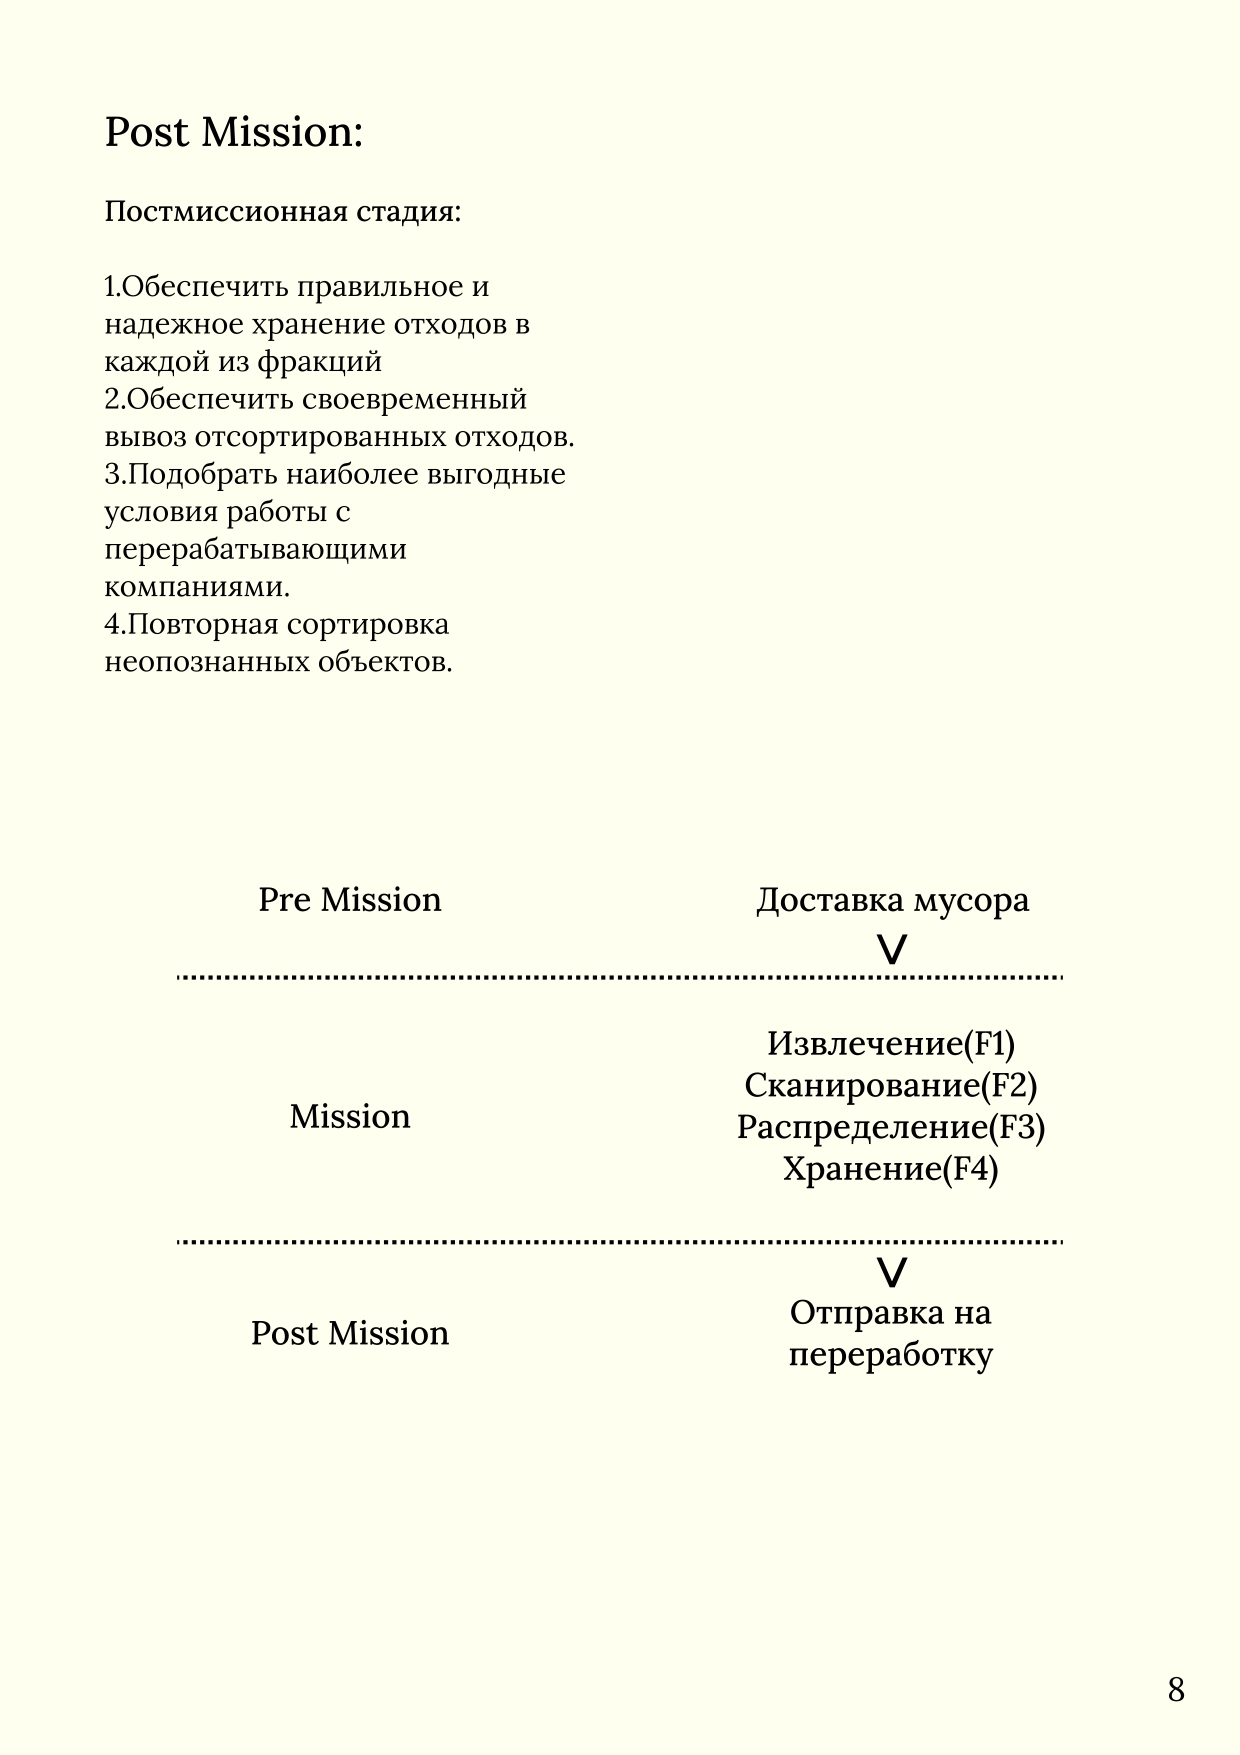 Post Mission:
Постмиссионная стадия:
1.Обеспечить правильное и
надежное хранение отходов в
каждой из фракций
2.Обеспечить своевременный
вывоз отсортированных отходов.
3.Подобрать наиболее выгодные
условия работы с
перерабатывающими
компаниями.
4.Повторная сортировка
неопознанных объектов.
Pre Mission
Доставка мусора
V
Mission
Извлечение(F1)
Сканирование(F2)
Распределение(F3)
Хранение(F4)
V
Post Mission
Отправка на
переработку
8